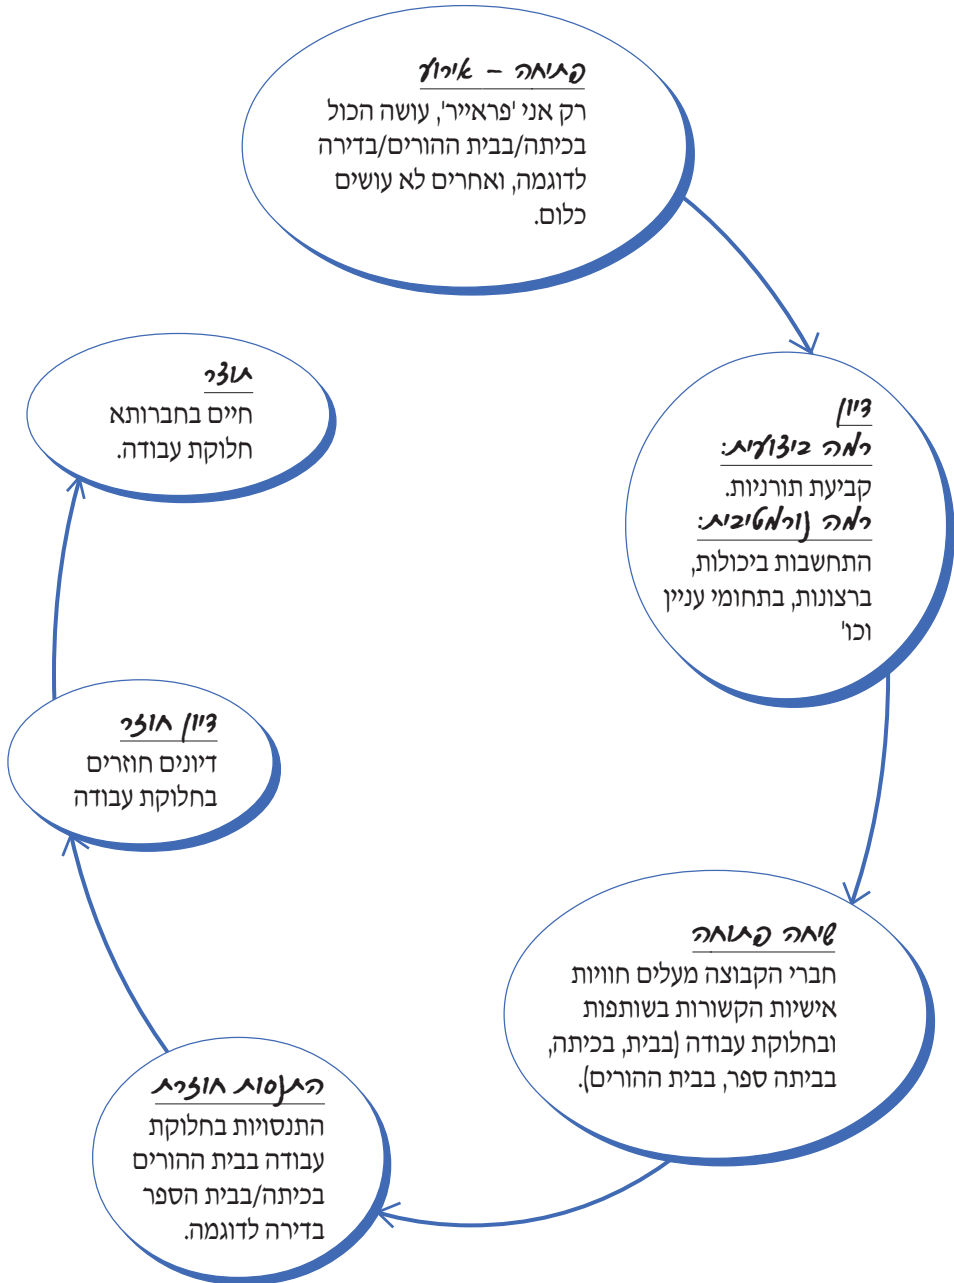 פתיחה – אירוע
רק אני 'פראייר', עושה הכול
בכיתה/בבית ההורים/בדירה
לדוגמה, ואחרים לא עושים
כלום.
דיון
רמה ביצועית:
קביעת תורניות.
רמה נורמטיבית:
התחשבות ביכולות,
ברצונות, בתחומי עניין
וכו'
שיחה פתוחה
חברי הקבוצה מעלים חוויות
אישיות הקשורות בשותפות
ובחלוקת עבודה (בבית, בכיתה,
בביתה ספר, בבית ההורים).
התנסות חוזרת
התנסויות בחלוקת
עבודה בבית ההורים
בכיתה/בבית הספר
בדירה לדוגמה.
דיון חוזר
דיונים חוזרים
בחלוקת עבודה
תוצר
חיים בחברותא
חלוקת עבודה.